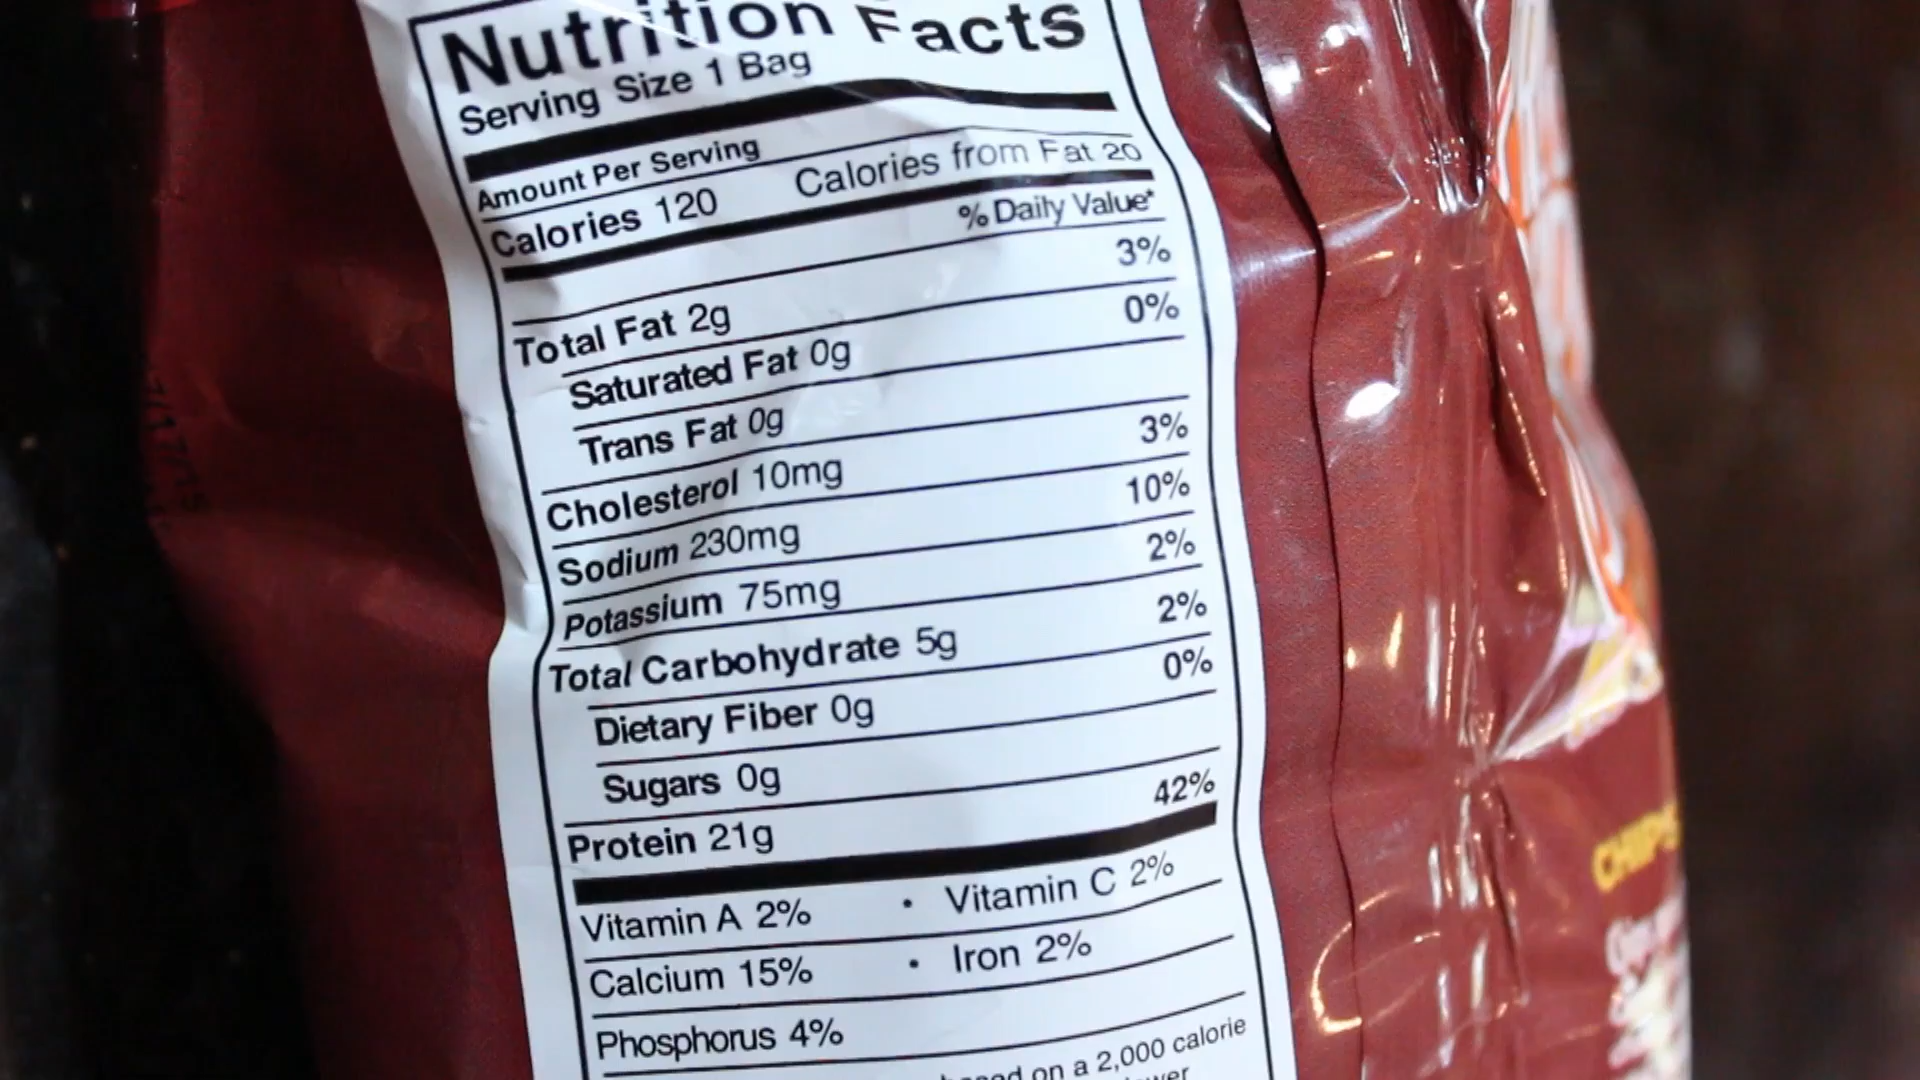 Nutrition Facts
Serving Size 1 Bag
Amount Per Serving
Calories 120 Calories from Fat 20
% Daily Value*
Total Fat 2g 3%
Saturated Fat 0g 0%
Trans Fat 0g
Cholesterol 10mg 3%
Sodium 230mg 10%
Potassium 75mg 2%
Total Carbohydrate 5g 2%
Dietary Fiber 0g 0%
Sugars 0g
Protein 21g 42%
Vitamin A 2% • Vitamin C 2%
Calcium 15% • Iron 2%
Phosphorus 4%
on a 2,000 calorie
CHIPS